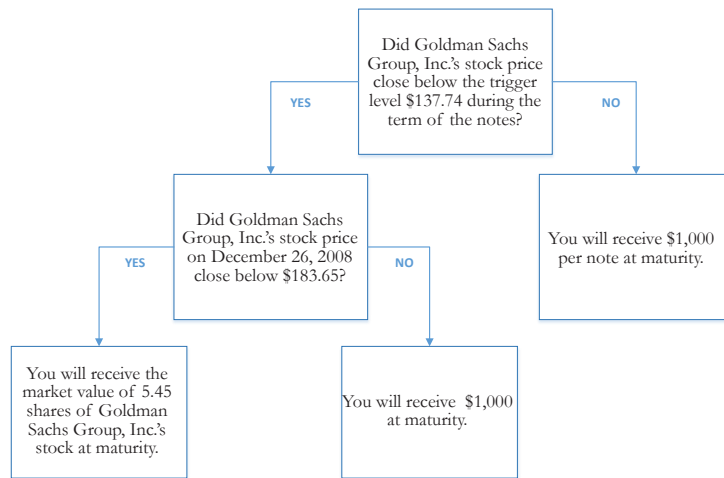 Did Goldman Sachs
Group, Inc.'s stock price
close below the trigger
level $137.74 during the
term of the notes?
YES
NO
Did Goldman Sachs
Group, Inc.'s stock price
on December 26, 2008
close below $183.65?
You will receive $1,000
per note at maturity.
YES
NO
You will receive the
market value of 5.45
shares of Goldman
Sachs Group, Inc.'s
stock at maturity.
You will receive $1,000
at maturity.